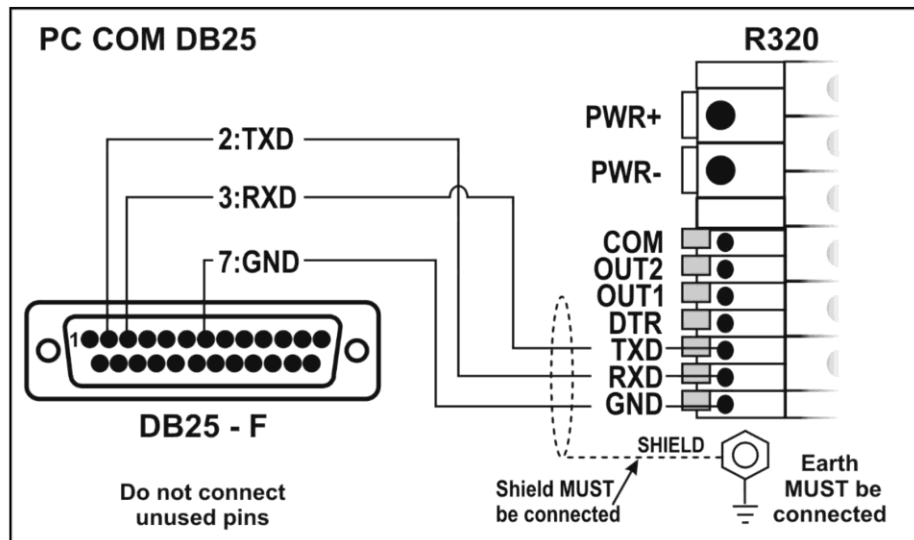 PC COM DB25
R320
PWR+
PWR-
2:TXD
3:RXD
7:GND
COM
OUT2
OUT1
DTR
TXD
RXD
GND
1
DB25 - F
SHIELD
Do not connect
unused pins
Shield MUST
be connected
Earth
MUST be
connected